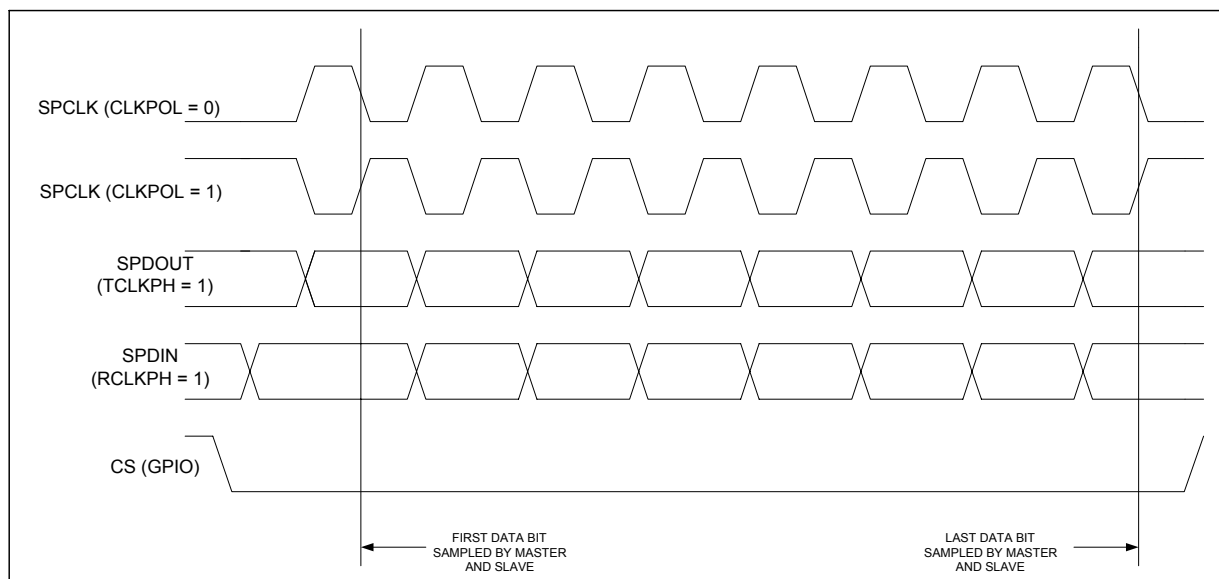 SPCLK (CLKPOL = 0)
SPCLK (CLKPOL = 1)
SPDOUT
(TCLKPH = 1)
SPDIN
(RCLKPH = 1)
CS (GPIO)
FIRST DATA BIT
SAMPLED BY MASTER
AND SLAVE
LAST DATA BIT
SAMPLED BY MASTER
AND SLAVE